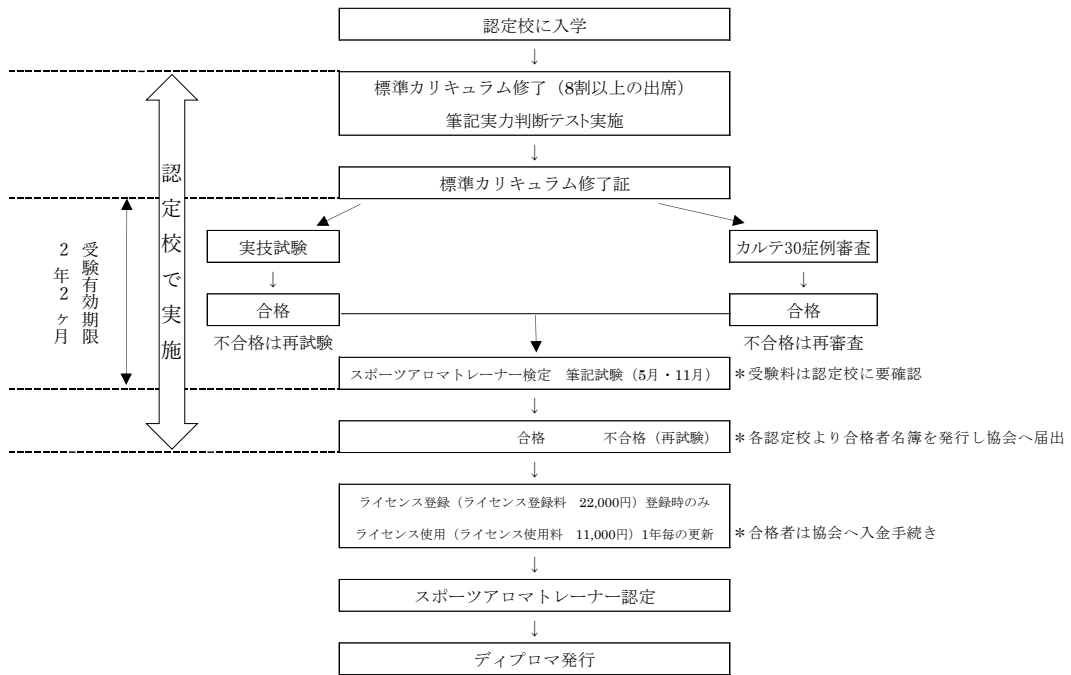 認定校に入学
↓
標準カリキュラム修了（8割以上の出席）
筆記実力判断テスト実施
↓
標準カリキュラム修了証
認定校で実施
受験有効期限
2年2ヶ月
実技試験
↓
合格
不合格は再試験
カルテ30症例審査
↓
合格
不合格は再審査
スポーツアロマトレーナー検定　筆記試験（5月・11月）
＊受験料は認定校に要確認
↓
合格　　不合格（再試験）
＊各認定校より合格者名簿を発行し協会へ届出
↓
ライセンス登録（ライセンス登録料　22,000円）登録時のみ
ライセンス使用（ライセンス使用料　11,000円）1年毎の更新
＊合格者は協会へ入金手続き
↓
スポーツアロマトレーナー認定
↓
ディプロマ発行